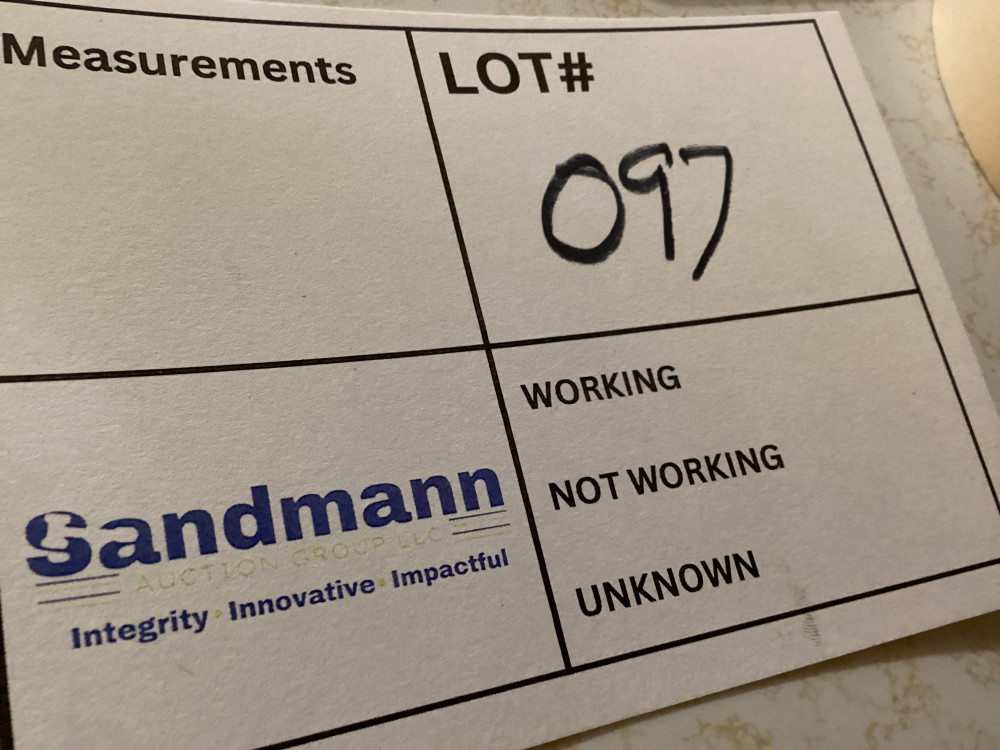 Measurements
LOT#
097
WORKING
NOT WORKING
UNKNOWN
Sandmann
AUCTION GROUP LLC
Integrity · Innovative · Impactful